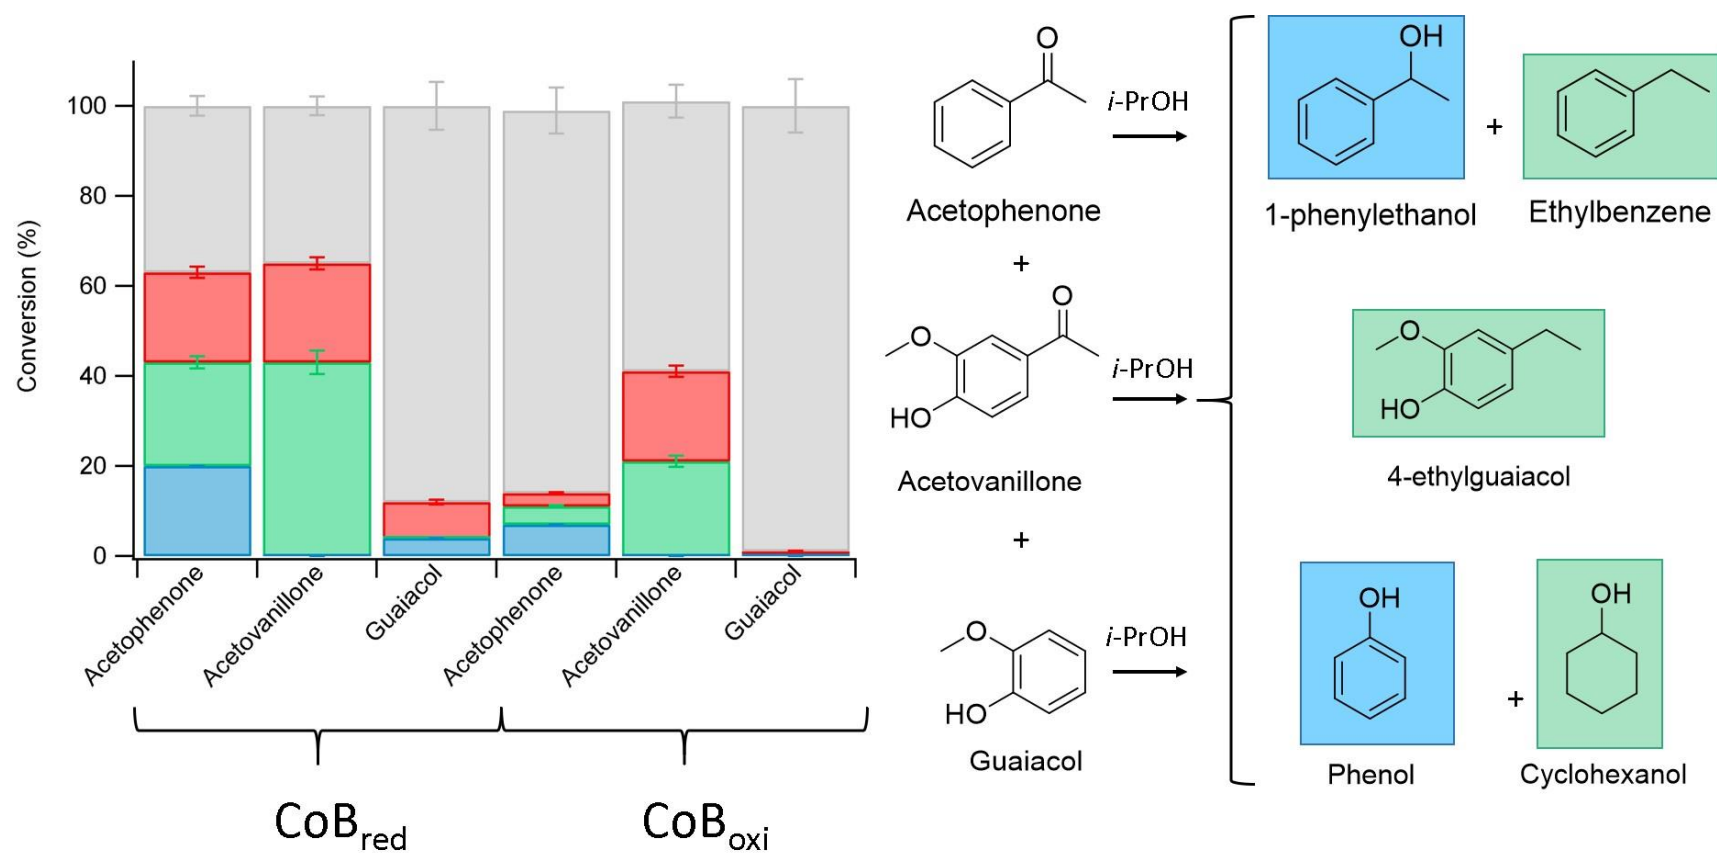 Conversion (%)
100
80
60
40
20
0
Acetophenone
Acetovanillone
Guaiacol
Acetophenone
Acetovanillone
Guaiacol
CoBred
CoBoxi
O
i-PrOH
Acetophenone
+
O
O
HO
i-PrOH
Acetovanillone
+
O
HO
i-PrOH
Guaiacol
OH
1-phenylethanol
+
Ethylbenzene
O
HO
4-ethylguaiacol
OH
Phenol
+
OH
Cyclohexanol